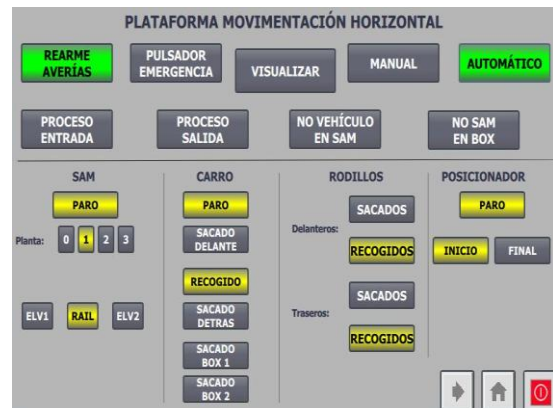 PLATAFORMA MOVIMENTACIÓN HORIZONTAL
REARME
AVERÍAS
PULSADOR
EMERGENCIA
VISUALIZAR
MANUAL
AUTOMÁTICO
PROCESO
ENTRADA
PROCESO
SALIDA
NO VEHÍCULO
EN SAM
NO SAM
EN BOX
SAM
PARO
Planta: 0 1 2 3
ELV1 RAIL ELV2
CARRO
PARO
SACADO
DELANTE
RECOGIDO
SACADO
DETRAS
SACADO
BOX 1
SACADO
BOX 2
RODILLOS
Delanteros:
SACADOS
RECOGIDOS
Traseros:
SACADOS
RECOGIDOS
POSICIONADOR
PARO
INICIO FINAL